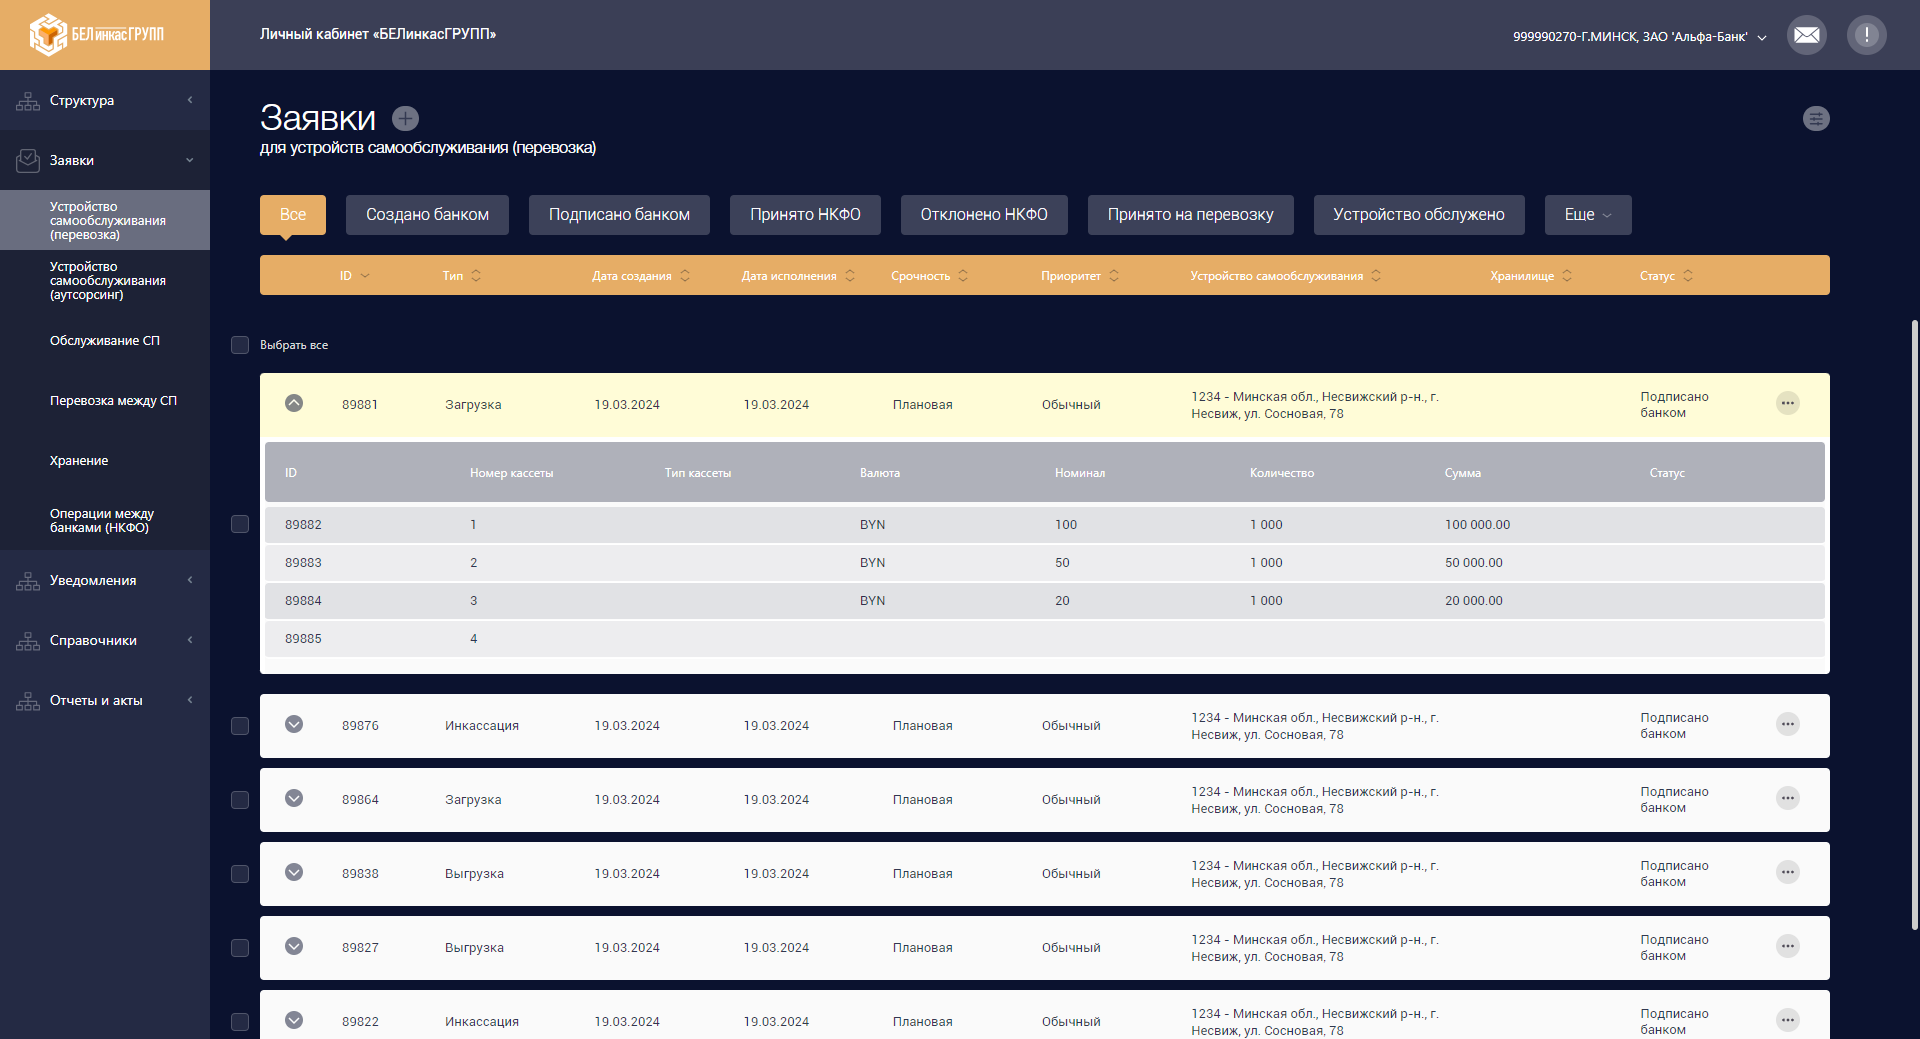 БЕЛинкасГРУПП
Личный кабинет «БЕЛинкасГРУПП»
999990270-Г.МИНСК, ЗАО 'Альфа-Банк'
Структура
Заявки
Устройство
самообслуживания
(перевозка)
Устройство
самообслуживания
(аутсорсинг)
Обслуживание СП
Перевозка между СП
Хранение
Операции между
банками (НКФО)
Уведомления
Справочники
Отчеты и акты
Заявки
для устройств самообслуживания (перевозка)
Все Создано банком Подписано банком Принято НКФО Отклонено НКФО Принято на перевозку Устройство обслужено Еще
ID Тип Дата создания Дата исполнения Срочность Приоритет Устройство самообслуживания Хранилище Статус
Выбрать все
89881 Загрузка 19.03.2024 19.03.2024 Плановая Обычный 1234 - Минская обл., Несвижский р-н., г. Подписано
Несвиж, ул. Сосновая, 78 банком
ID Номер кассеты Тип кассеты Валюта Номинал Количество Сумма Статус
89882 1 BYN 100 1 000 100 000.00
89883 2 BYN 50 1 000 50 000.00
89884 3 BYN 20 1 000 20 000.00
89885 4
89876 Инкассация 19.03.2024 19.03.2024 Плановая Обычный 1234 - Минская обл., Несвижский р-н., г. Подписано
Несвиж, ул. Сосновая, 78 банком
89864 Загрузка 19.03.2024 19.03.2024 Плановая Обычный 1234 - Минская обл., Несвижский р-н., г. Подписано
Несвиж, ул. Сосновая, 78 банком
89838 Выгрузка 19.03.2024 19.03.2024 Плановая Обычный 1234 - Минская обл., Несвижский р-н., г. Подписано
Несвиж, ул. Сосновая, 78 банком
89827 Выгрузка 19.03.2024 19.03.2024 Плановая Обычный 1234 - Минская обл., Несвижский р-н., г. Подписано
Несвиж, ул. Сосновая, 78 банком
89822 Инкассация 19.03.2024 19.03.2024 Плановая Обычный 1234 - Минская обл., Несвижский р-н., г. Подписано
Несвиж, ул. Сосновая, 78 банком